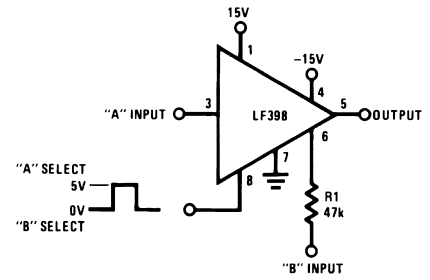 15V
1
−15V
4
"A" INPUT
3
LF398
5
OUTPUT
6
7
8
"A" SELECT
5V
0V
"B" SELECT
R1
47k
"B" INPUT